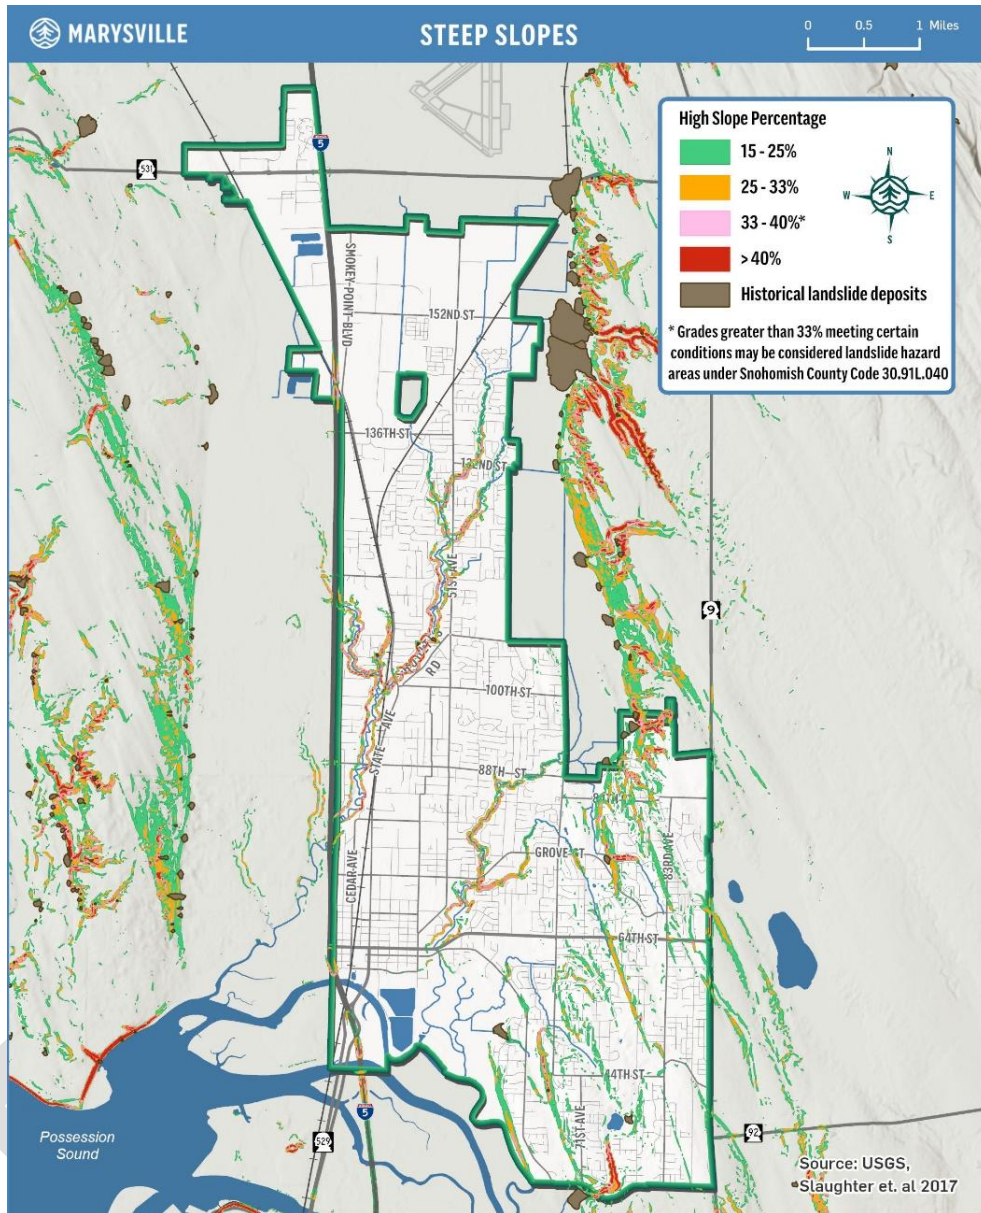 MARYSVILLE
STEEP SLOPES
0 0.5 1 Miles
High Slope Percentage
15 - 25%
25 - 33%
33 - 40%*
> 40%
Historical landslide deposits
* Grades greater than 33% meeting certain
conditions may be considered landslide hazard
areas under Snohomish County Code 30.91L.040
N
W
E
S
5
531
SMOKEY-POINT-BLVD
152ND ST
136TH ST
132ND ST
51ST AVE
9
RD
100TH ST
STATE AVE
88TH ST
CEDAR AVE
GROVE ST
83RD AVE
64TH ST
44TH ST
71ST AVE
5
529
92
Possession
Sound
Source: USGS,
Slaughter et. al 2017